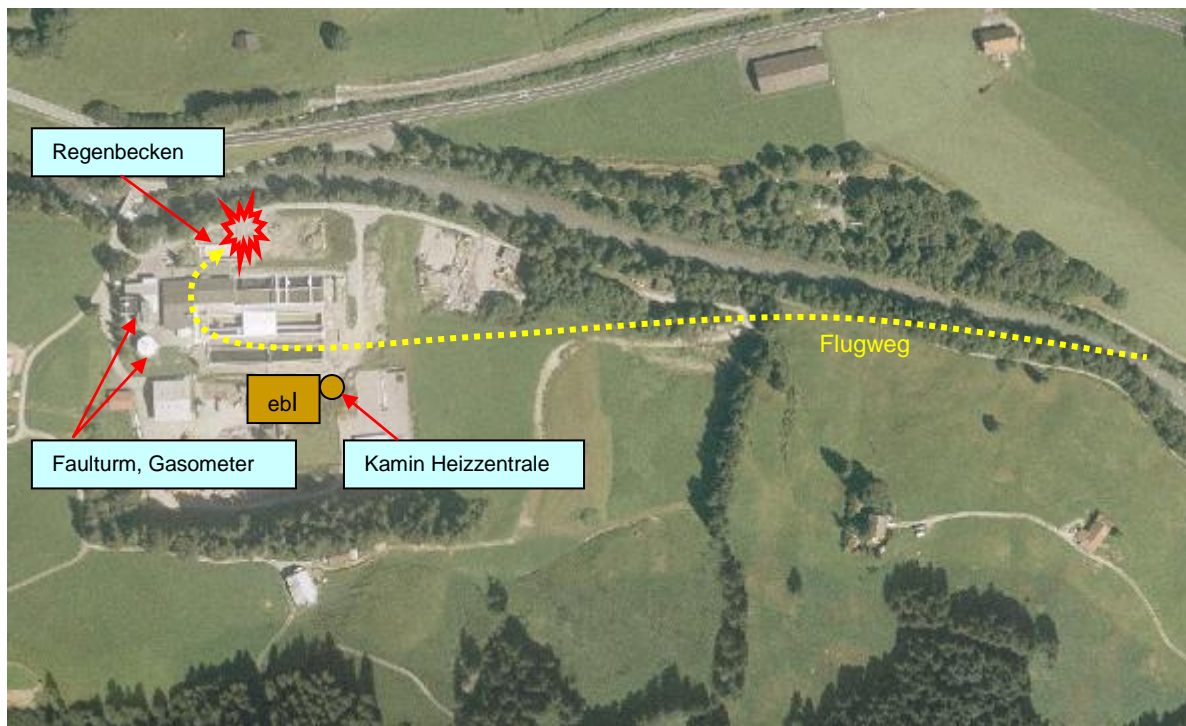 Regenbecken
Flugweg
ebl
Faulturm, Gasometer
Kamin Heizzentrale